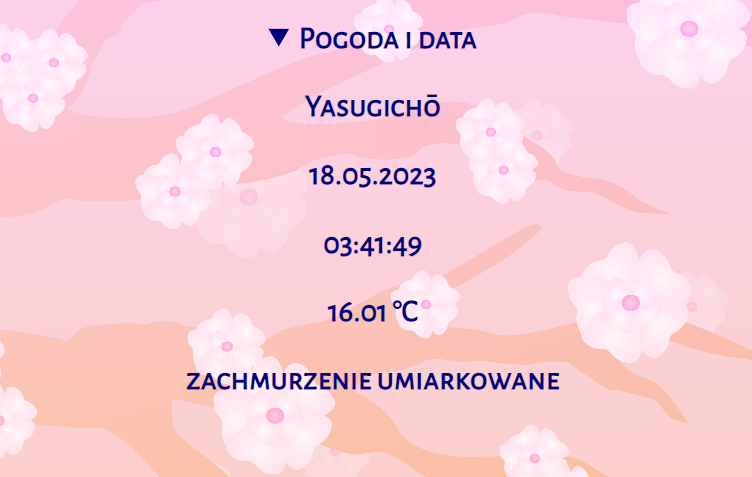 ▼ Pogoda i data
Yasugichō
18.05.2023
03:41:49
16.01 °C
zachmurzenie umiarkowane